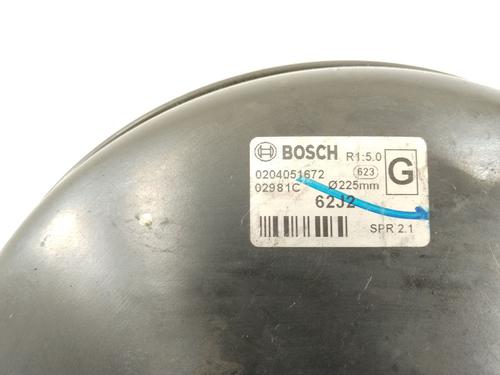 BOSCH R1:5.0
0204051672 623 G
02981C Ø225mm
62J2
SPR 2.1